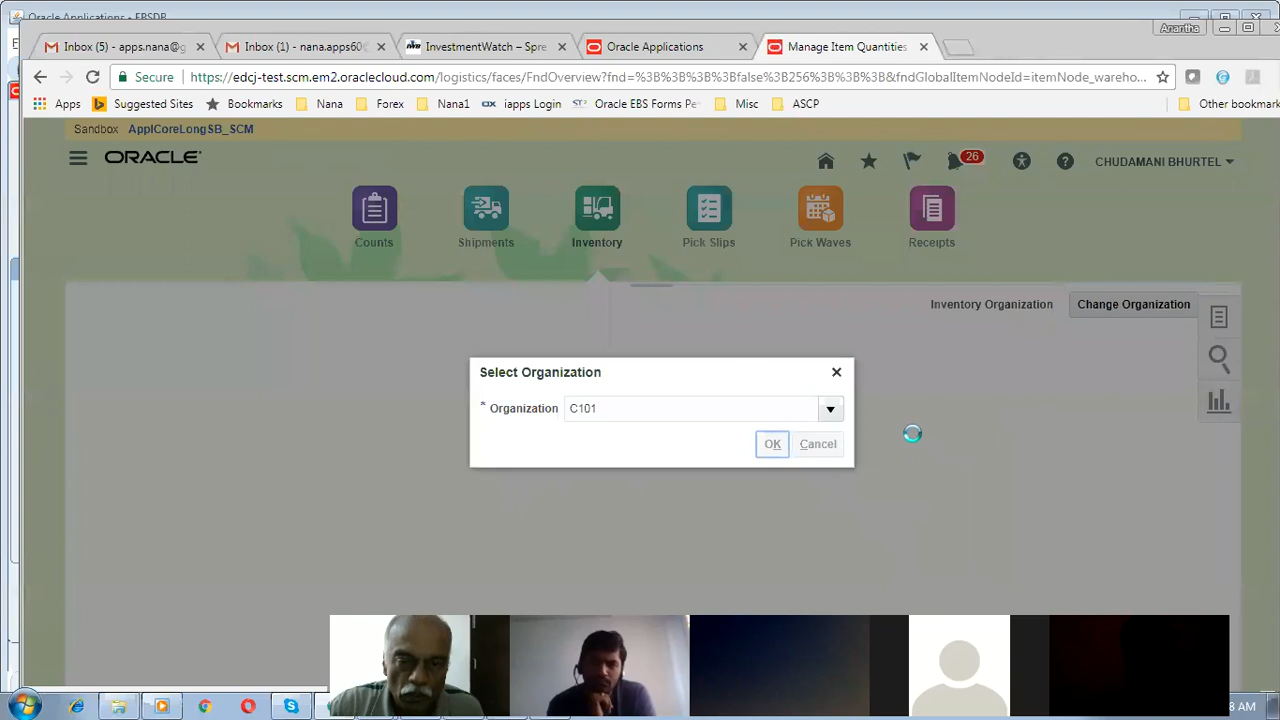 Oracle Applications - EBSDB
Anantha
Inbox (5) - apps.nana@g
Inbox (1) - nana.apps60
InvestmentWatch – Spre
Oracle Applications
Manage Item Quantities
Secure
https://edcj-test.scm.em2.oraclecloud.com/logistics/faces/FndOverview?fnd=%3B%3B%3B%3Bfalse%3B256%3B%3B%3B&fndGlobalItemNodeId=itemNode_wareho...
Apps
Suggested Sites
Bookmarks
Nana
Forex
Nana1
iapps Login
Oracle EBS Forms Pe
Misc
ASCP
Other bookmark
Sandbox ApplCoreLongSB_SCM
ORACLE
26
CHUDAMANI BHURTEL
Counts
Shipments
Inventory
Pick Slips
Pick Waves
Receipts
Inventory Organization
Change Organization
Select Organization
* Organization C101
OK
Cancel
8 AM